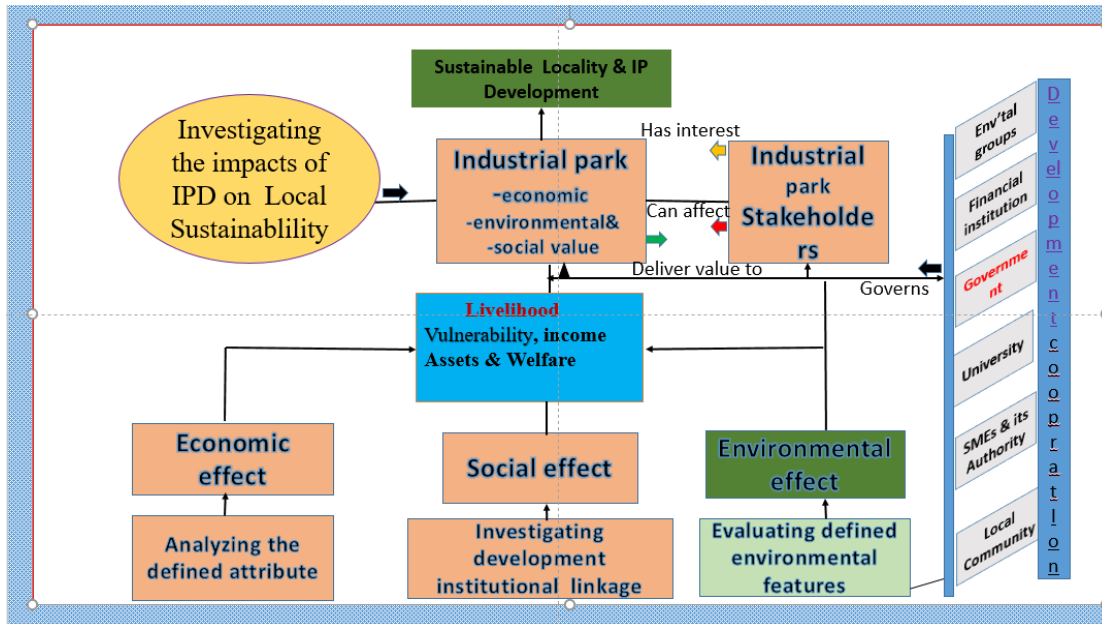 Sustainable Locality & IP
Development
Investigating
the impacts of
IPD on Local
Sustainablility
Industrial park
-economic
-environmental&
-social value
Has interest
Can affect
Industrial
park
Stakeholde
rs
Deliver value to
Governs
Livelihood
Vulnerability, income
Assets & Welfare
Economic
effect
Social effect
Environmental
effect
Analyzing the
defined attribute
Investigating
development
institutional linkage
Evaluating defined
environmental
features
Env'tal
groups
Financial
institution
Governme
nt
University
SMEs & its
Authority
Local
Community
D
e
v
e
l
o
p
m
e
n
t
c
o
o
p
r
a
t
I
o
n